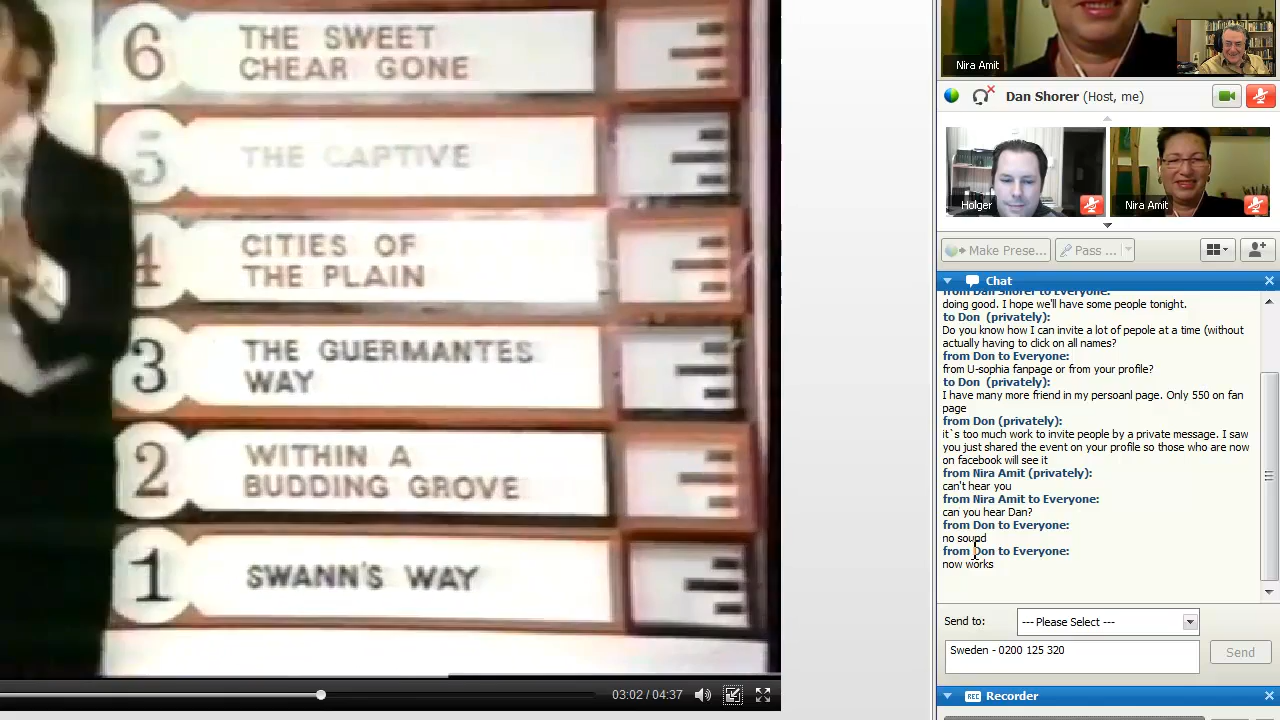 6 THE SWEET
CHEAR GONE
5 THE CAPTIVE
4 CITIES OF
THE PLAIN
3 THE GUERMANTES
WAY
2 WITHIN A
BUDDING GROVE
1 SWANN'S WAY
03:02 / 04:37
Nira Amit
Dan Shorer (Host, me)
Holger
Nira Amit
Make Prese...
Pass ...
Chat
to Everyone:
doing good. I hope we'll have some people tonight.
to Don (privately):
Do you know how I can invite a lot of pepole at a time (without
actually having to click on all names?
from Don to Everyone:
from U-sophia fanpage or from your profile?
to Don (privately):
I have many more friend in my persoanl page. Only 550 on fan
page
from Don (privately):
it`s too much work to invite people by a private message. I saw
you just shared the event on your profile so those who are now
on facebook will see it
from Nira Amit (privately):
can't hear you
from Nira Amit to Everyone:
can you hear Dan?
from Don to Everyone:
no sound
from Don to Everyone:
now works
Send to:
--- Please Select ---
Sweden - 0200 125 320
Send
REC Recorder